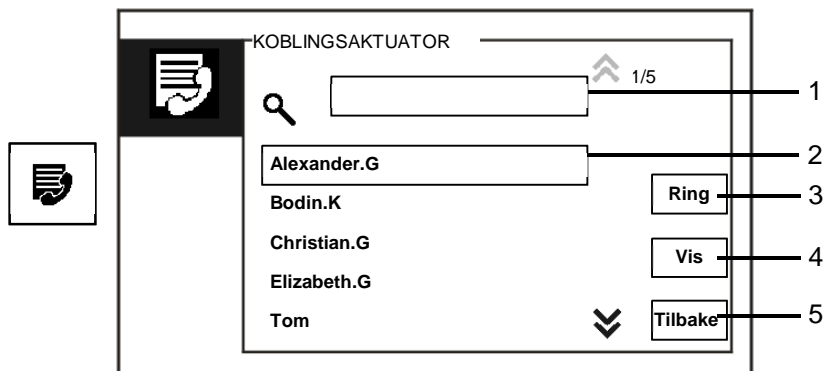 KOBLINGSAKTUATOR
1/5
1
Alexander.G
2
Bodin.K
Ring
3
Christian.G
Vis
4
Elizabeth.G
Tom
Tilbake
5